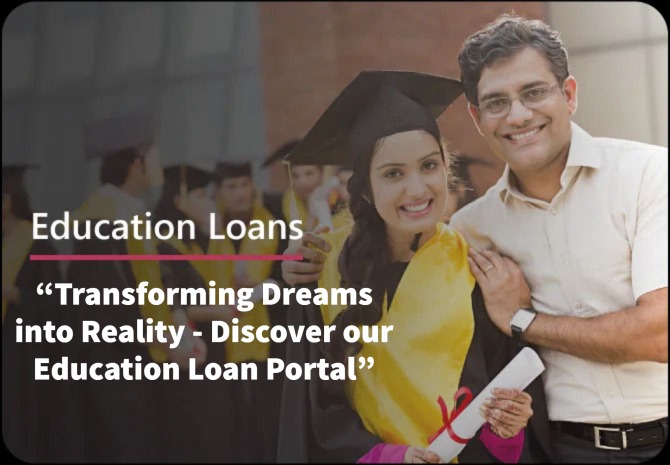 Education Loans
“Transforming Dreams
into Reality - Discover our
Education Loan Portal”